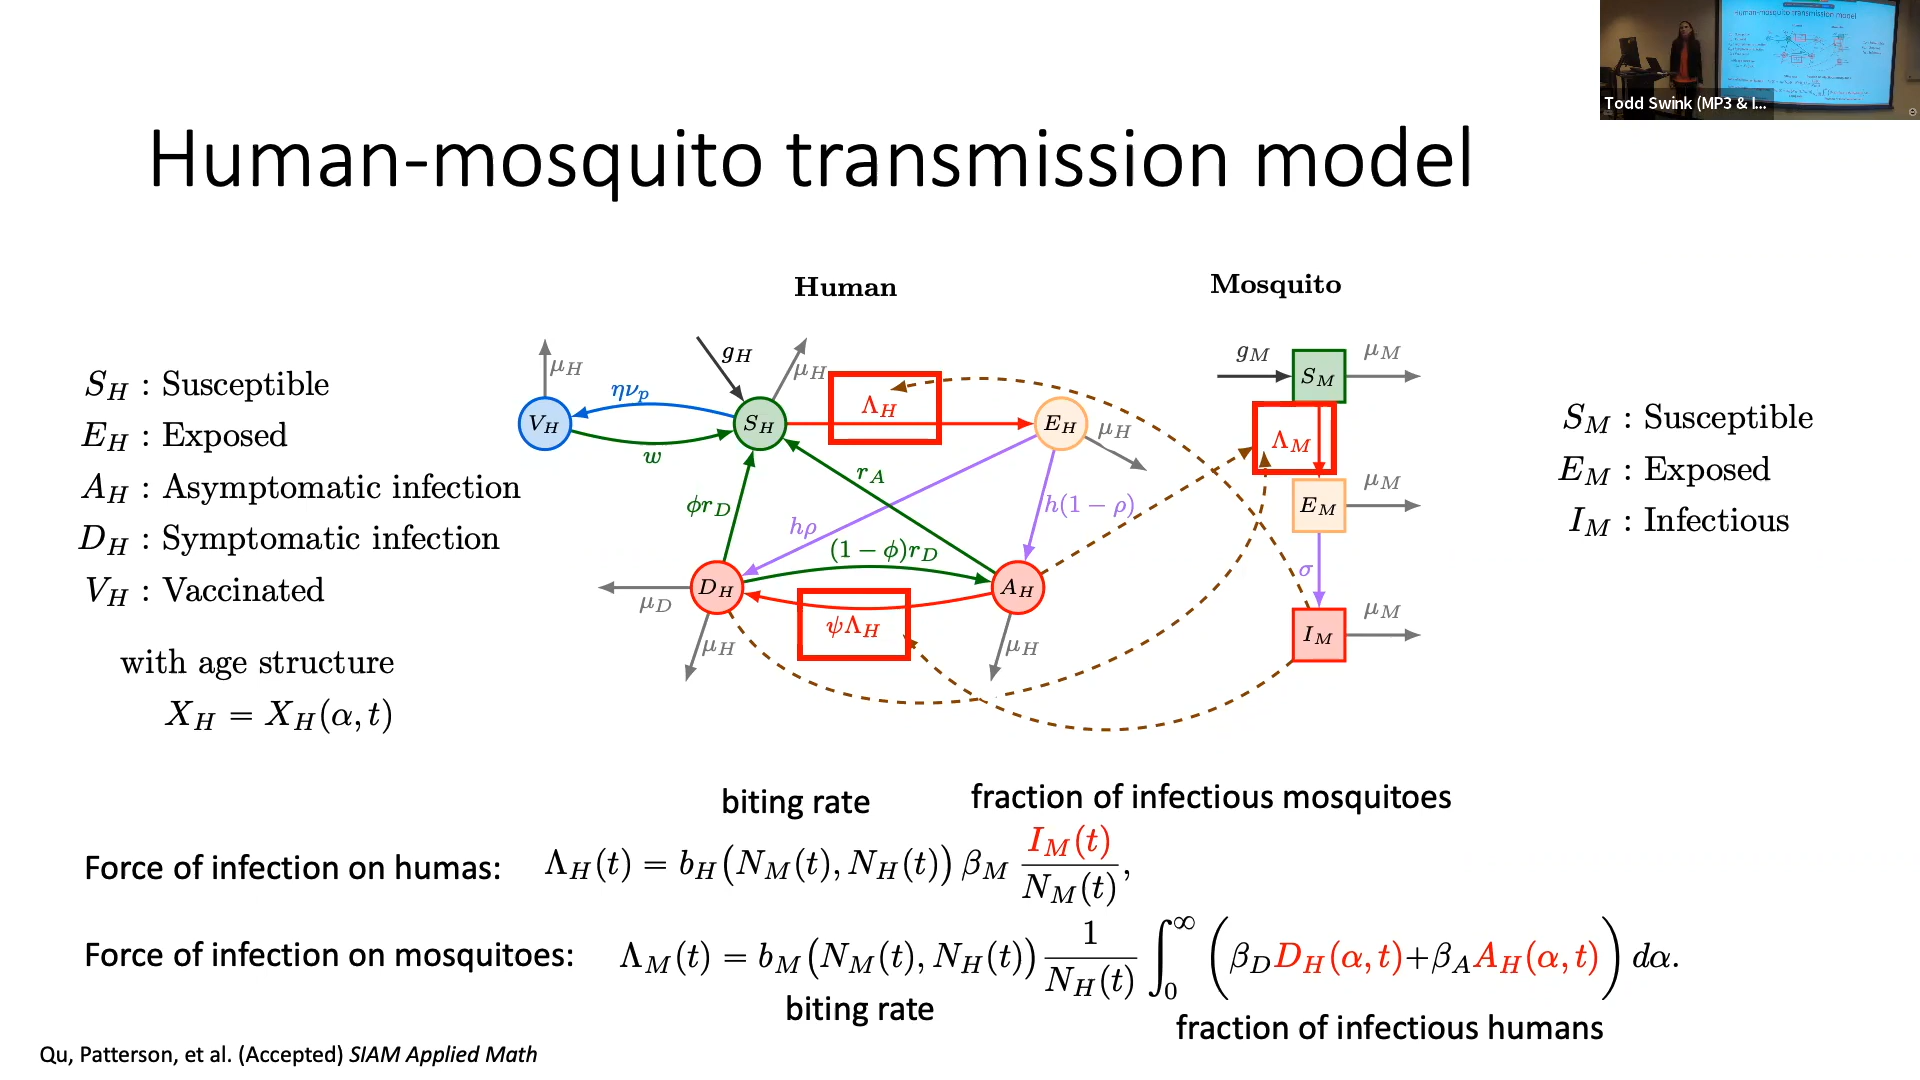 Human-mosquito transmission model
Todd Swink (MP3 & I...
Human-mosquito transmission model
Human
Mosquito
S_H : Susceptible
E_H : Exposed
A_H : Asymptomatic infection
D_H : Symptomatic infection
V_H : Vaccinated
with age structure
X_H = X_H(α, t)
μ_H
g_H
μ_H
ην_p
V_H
S_H
Λ_H
E_H
μ_H
w
r_A
ϕr_D
hρ
h(1 − ρ)
(1 − ϕ)r_D
D_H
A_H
μ_D
ψΛ_H
μ_H
μ_H
g_M
S_M
μ_M
Λ_M
E_M
μ_M
σ
I_M
μ_M
S_M : Susceptible
E_M : Exposed
I_M : Infectious
biting rate
fraction of infectious mosquitoes
Force of infection on humas: Λ_H(t) = b_H(N_M(t), N_H(t)) β_M I_M(t)/N_M(t),
Force of infection on mosquitoes: Λ_M(t) = b_M(N_M(t), N_H(t)) 1/N_H(t) ∫_0^∞ (β_D D_H(α, t)+β_A A_H(α, t)) dα.
biting rate
fraction of infectious humans
Qu, Patterson, et al. (Accepted) SIAM Applied Math